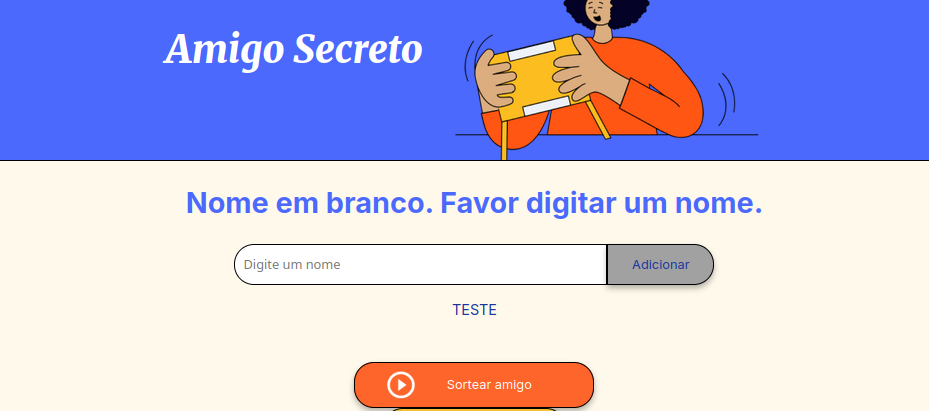 Amigo Secreto
Nome em branco. Favor digitar um nome.
Digite um nome
Adicionar
TESTE
Sortear amigo